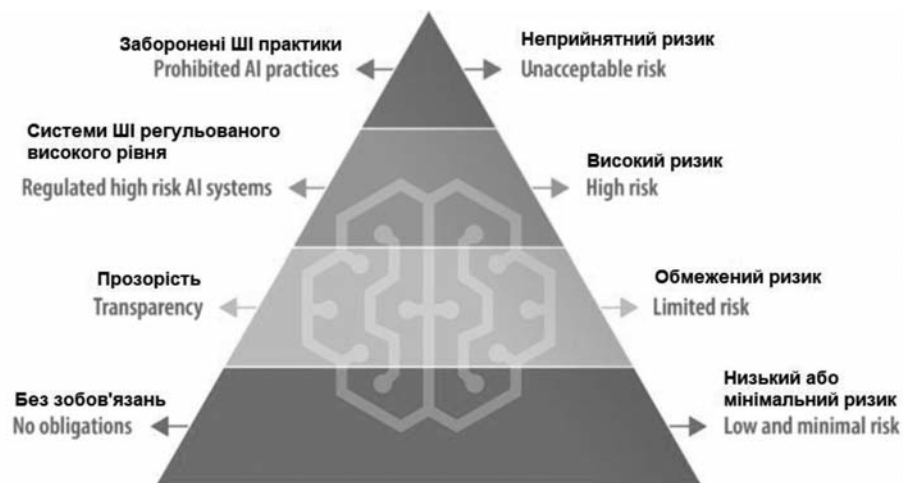 Заборонені ШІ практики
Prohibited AI practices
Неприйнятний ризик
Unacceptable risk
Системи ШІ регульованого
високого рівня
Regulated high risk AI systems
Високий ризик
High risk
Прозорість
Transparency
Обмежений ризик
Limited risk
Без зобов'язань
No obligations
Низький або
мінімальний ризик
Low and minimal risk